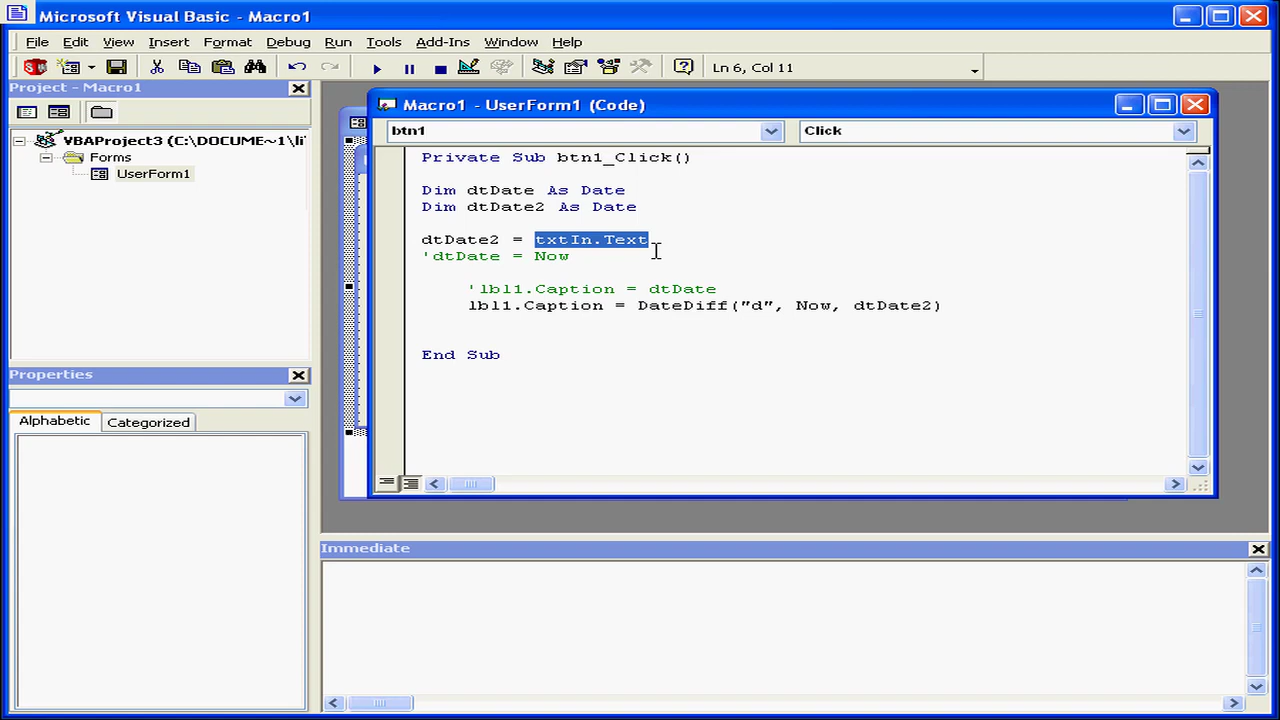 Microsoft Visual Basic - Macro1
File Edit View Insert Format Debug Run Tools Add-Ins Window Help
Ln 6, Col 11
Project - Macro1
VBAProject3 (C:\DOCUME~1\li
Forms
UserForm1
Properties
Alphabetic Categorized
Macro1 - UserForm1 (Code)
btn1 Click
Private Sub btn1_Click()
Dim dtDate As Date
Dim dtDate2 As Date
dtDate2 = txtIn.Text
'dtDate = Now
'lbl1.Caption = dtDate
lbl1.Caption = DateDiff("d", Now, dtDate2)
End Sub
Immediate